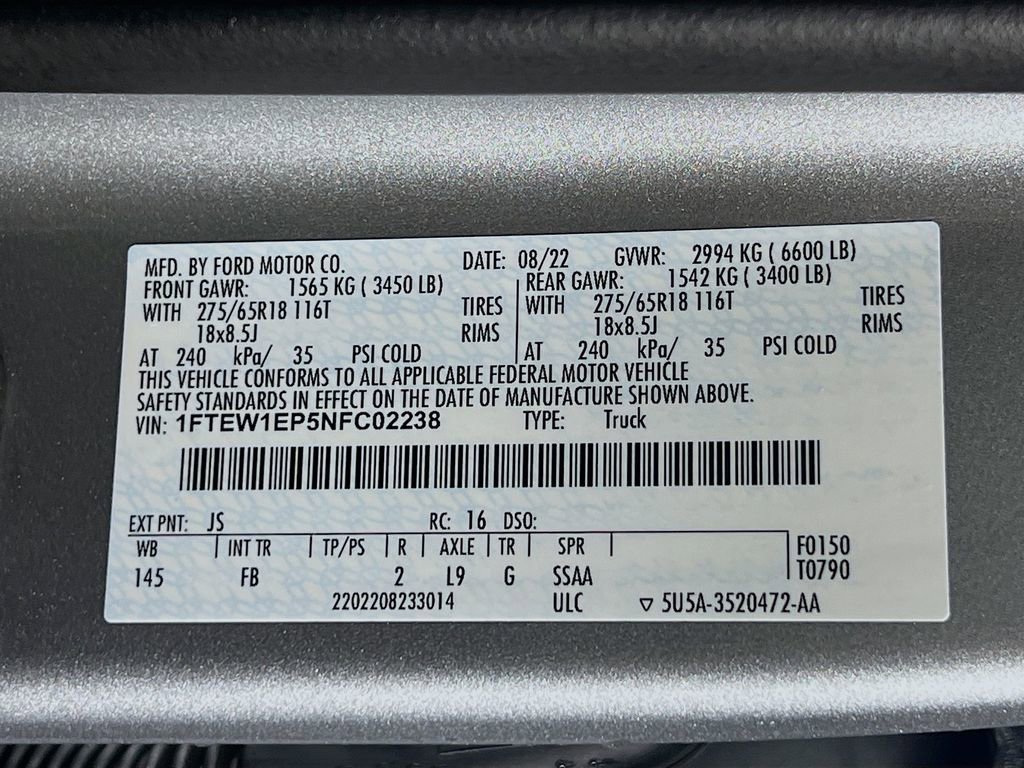 MFD. BY FORD MOTOR CO. DATE: 08/22 GVWR: 2994 KG ( 6600 LB)
FRONT GAWR: 1565 KG ( 3450 LB) REAR GAWR: 1542 KG ( 3400 LB)
WITH 275/65R18 116T TIRES WITH 275/65R18 116T TIRES
18x8.5J RIMS 18x8.5J RIMS
AT 240 kPa/ 35 PSI COLD AT 240 kPa/ 35 PSI COLD
THIS VEHICLE CONFORMS TO ALL APPLICABLE FEDERAL MOTOR VEHICLE
SAFETY STANDARDS IN EFFECT ON THE DATE OF MANUFACTURE SHOWN ABOVE.
VIN: 1FTEW1EP5NFC02238 TYPE: Truck
EXT PNT: JS RC: 16 DSO:
WB INT TR TP/PS R AXLE TR SPR F0150
145 FB 2 L9 G SSAA T0790
2202208233014 ULC ▽ 5U5A-3520472-AA